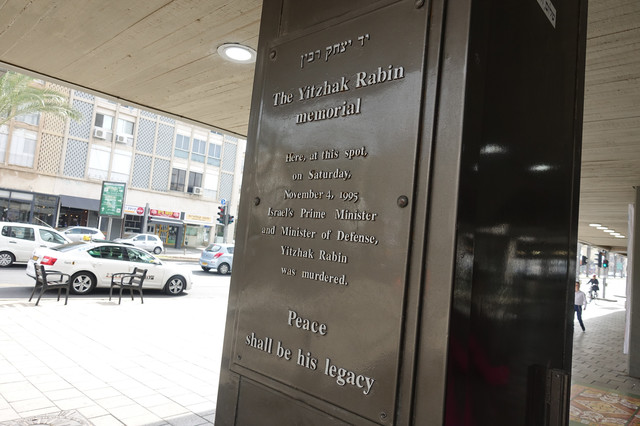 יד יצחק רבין
The Yitzhak Rabin
memorial
Here, at this spot,
on Saturday,
November 4, 1995
Israel's Prime Minister
and Minister of Defense,
Yitzhak Rabin
was murdered.
Peace
shall be his legacy